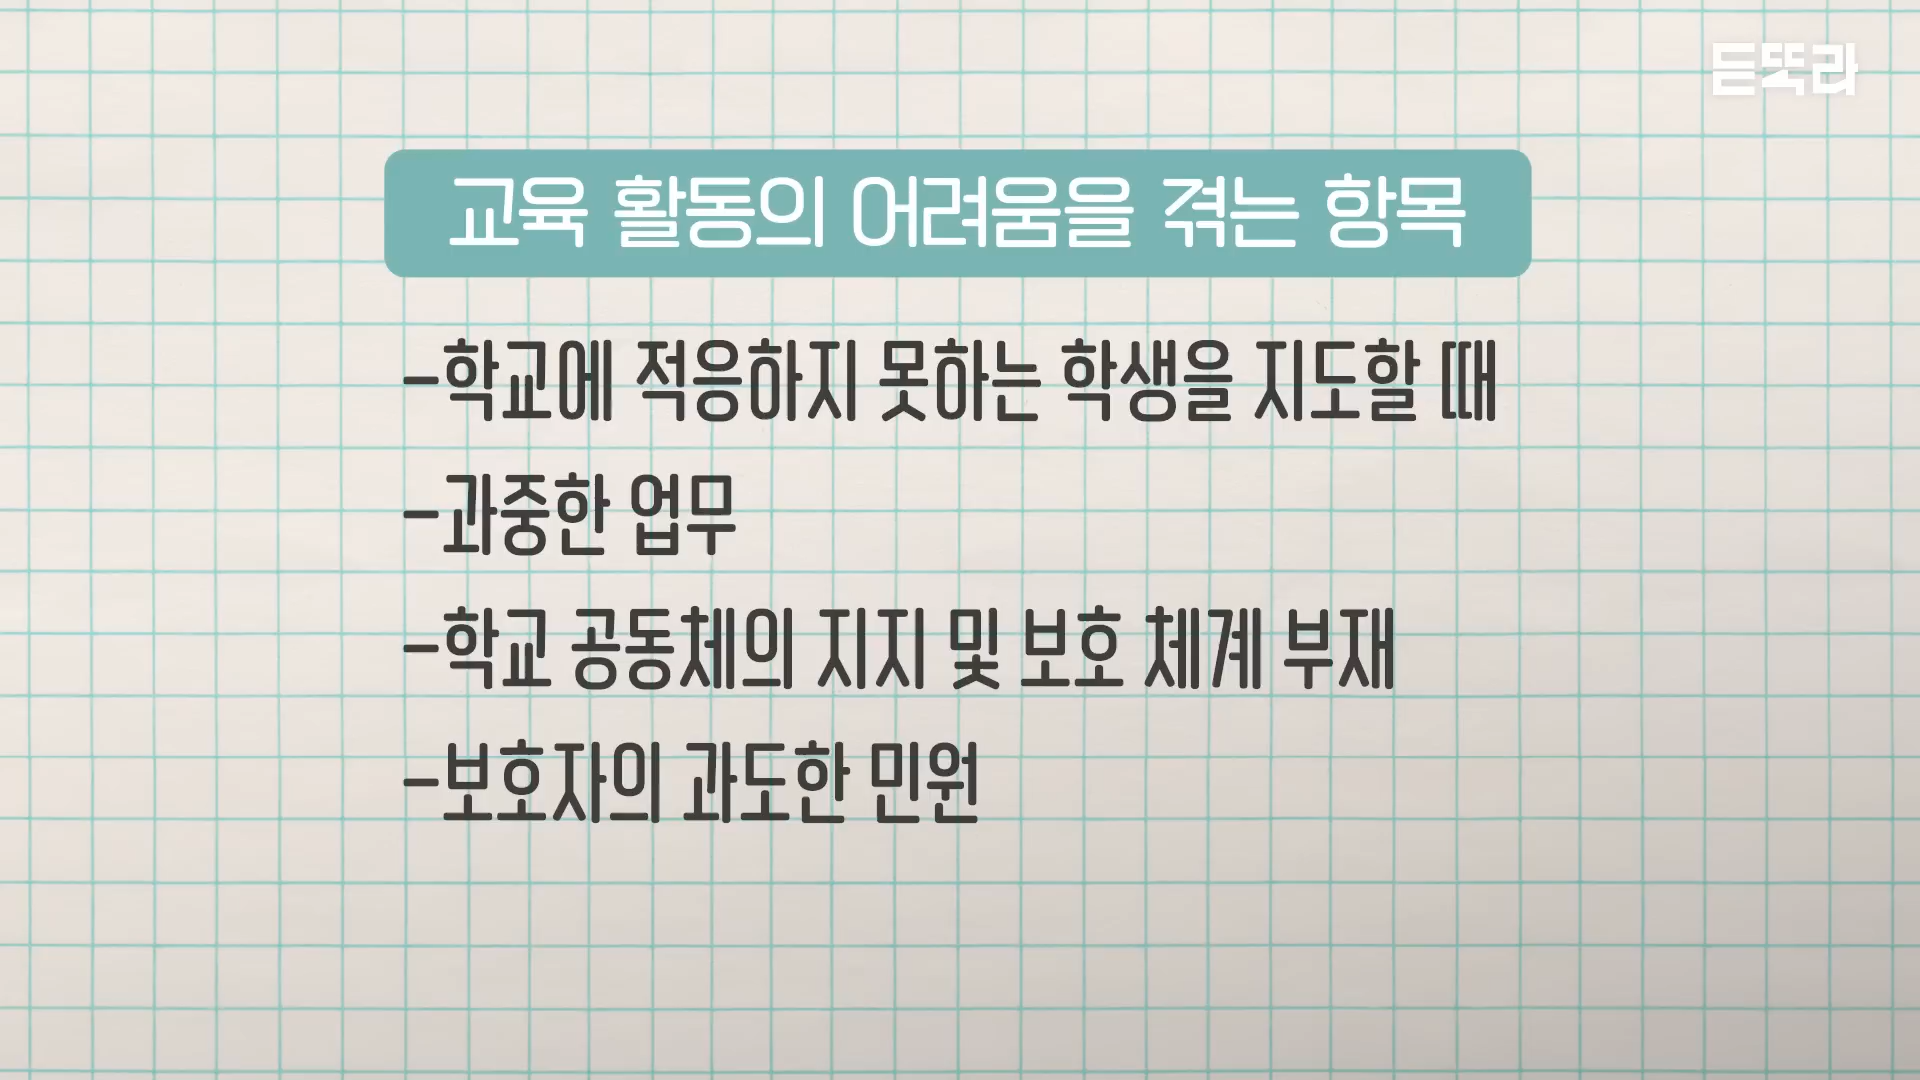 듣똑라
교육 활동의 어려움을 겪는 항목
-학교에 적응하지 못하는 학생을 지도할 때
-과중한 업무
-학교 공동체의 지지 및 보호 체계 부재
-보호자의 과도한 민원